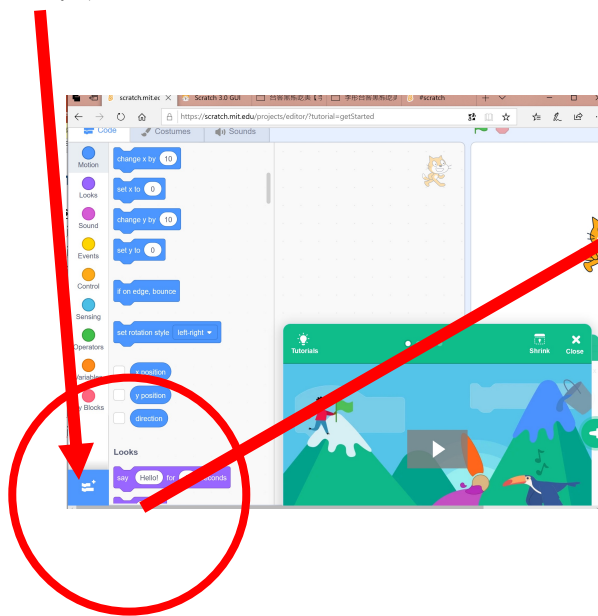 scratch.mit.ec
Scratch 3.0 GUI
#scratch
https://scratch.mit.edu/projects/editor/?tutorial=getStarted
Code
Costumes
Sounds
Motion
Looks
Sound
Events
Control
Sensing
Operators
Variables
y Blocks
change x by 10
set x to 0
change y by 10
set y to 0
if on edge, bounce
set rotation style left-right
x position
y position
direction
Looks
say Hello! for seconds
Tutorials
Shrink
Close